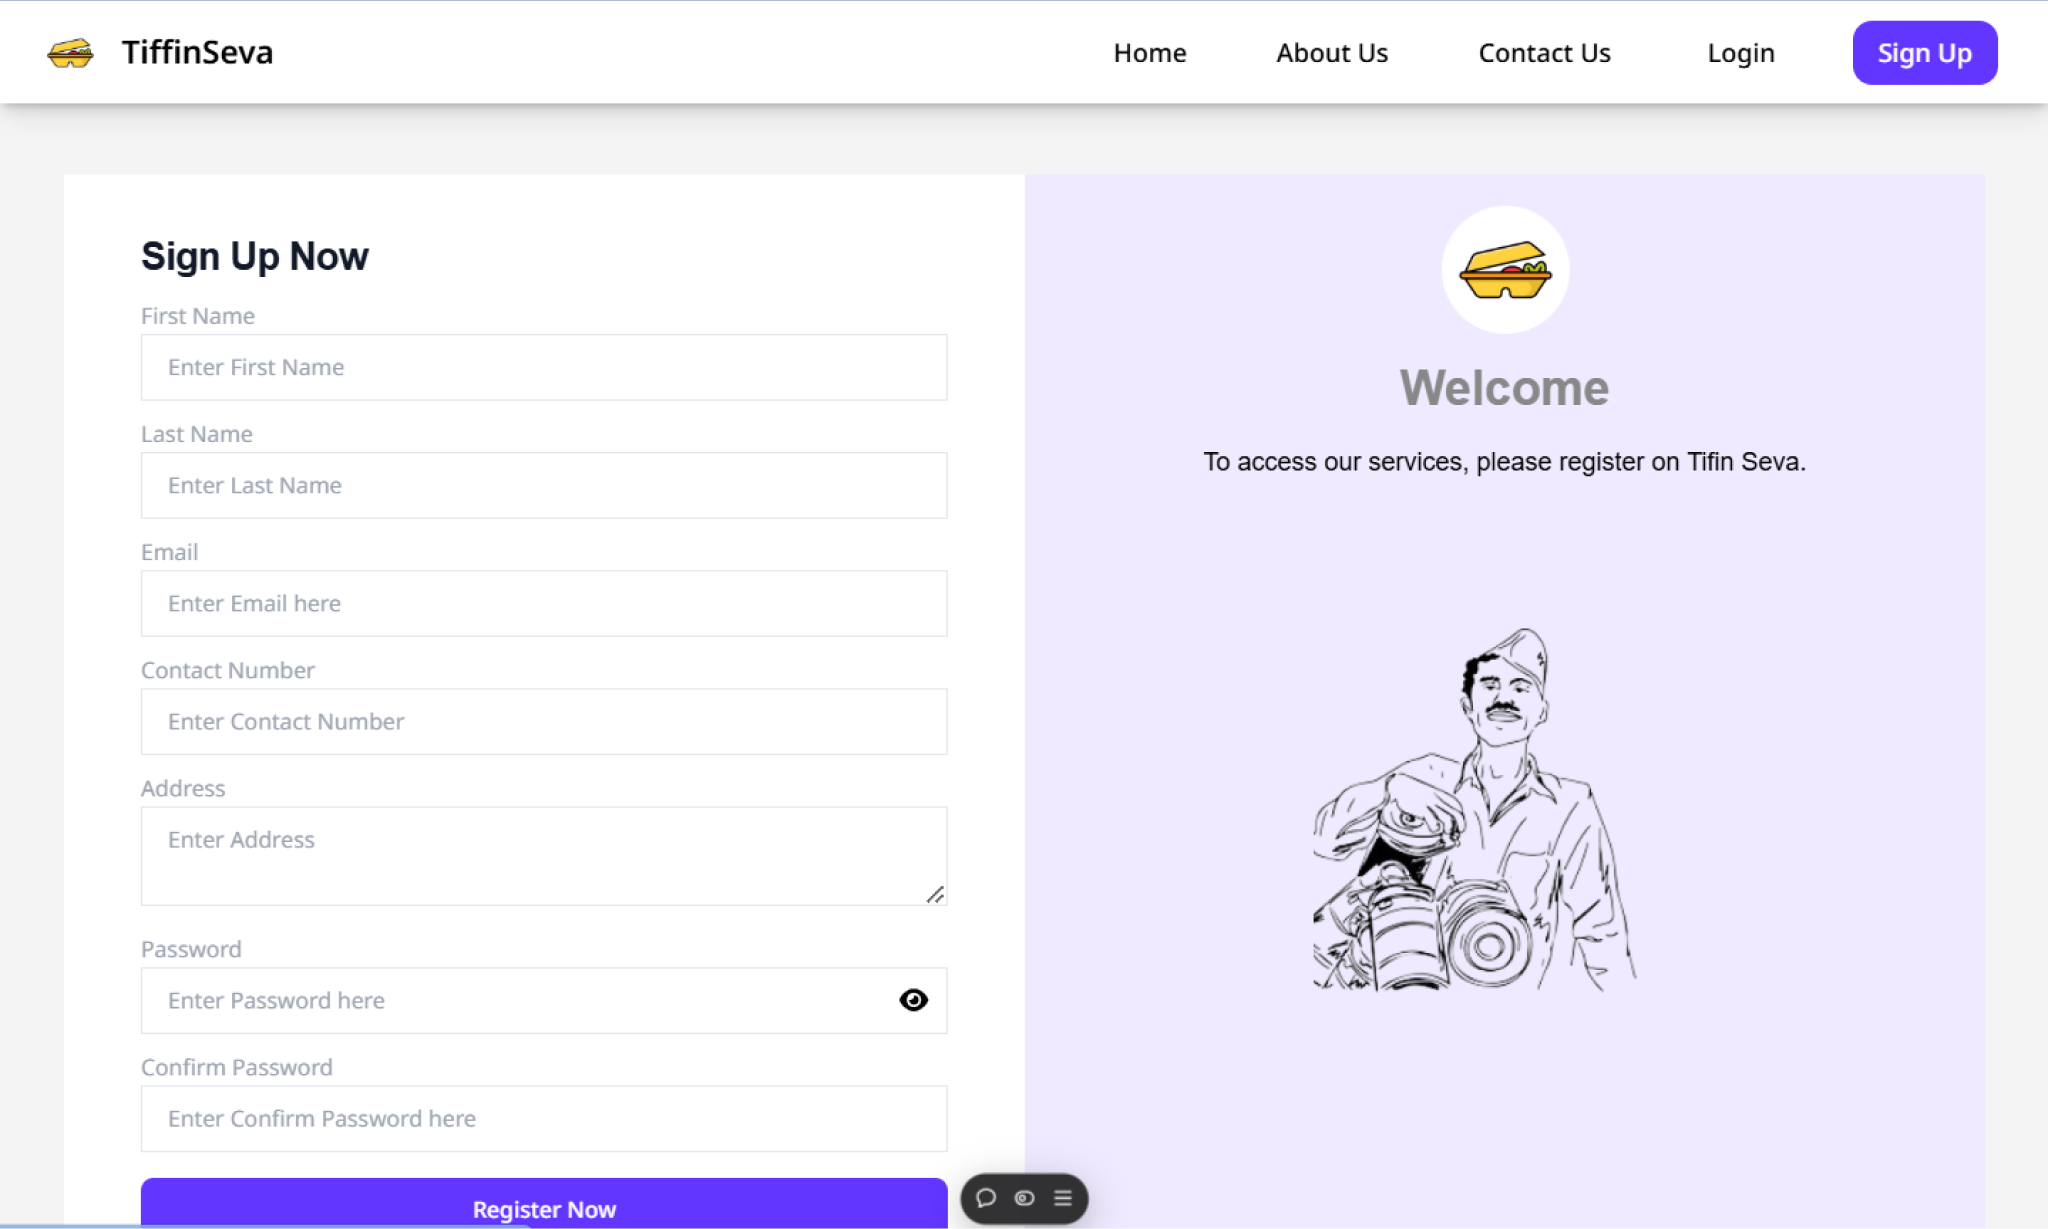 TiffinSeva
Home
About Us
Contact Us
Login
Sign Up
Sign Up Now
First Name
Enter First Name
Last Name
Enter Last Name
Email
Enter Email here
Contact Number
Enter Contact Number
Address
Enter Address
Password
Enter Password here
Confirm Password
Enter Confirm Password here
Register Now
Welcome
To access our services, please register on Tifin Seva.